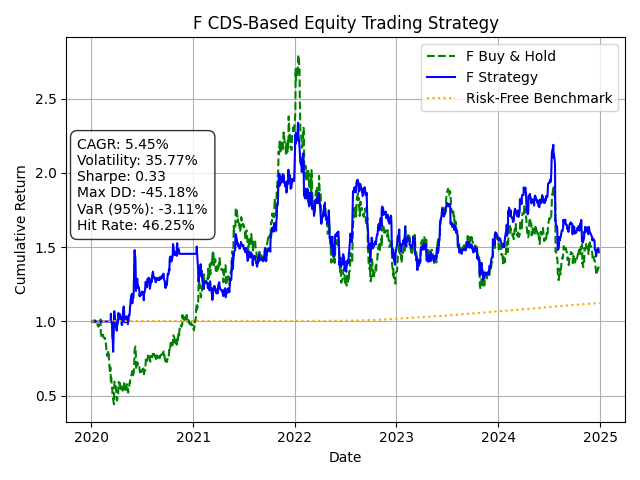 F CDS-Based Equity Trading Strategy
F Buy & Hold
F Strategy
Risk-Free Benchmark
CAGR: 5.45%
Volatility: 35.77%
Sharpe: 0.33
Max DD: -45.18%
VaR (95%): -3.11%
Hit Rate: 46.25%
Cumulative Return
2.5
2.0
1.5
1.0
0.5
2020
2021
2022
2023
2024
2025
Date